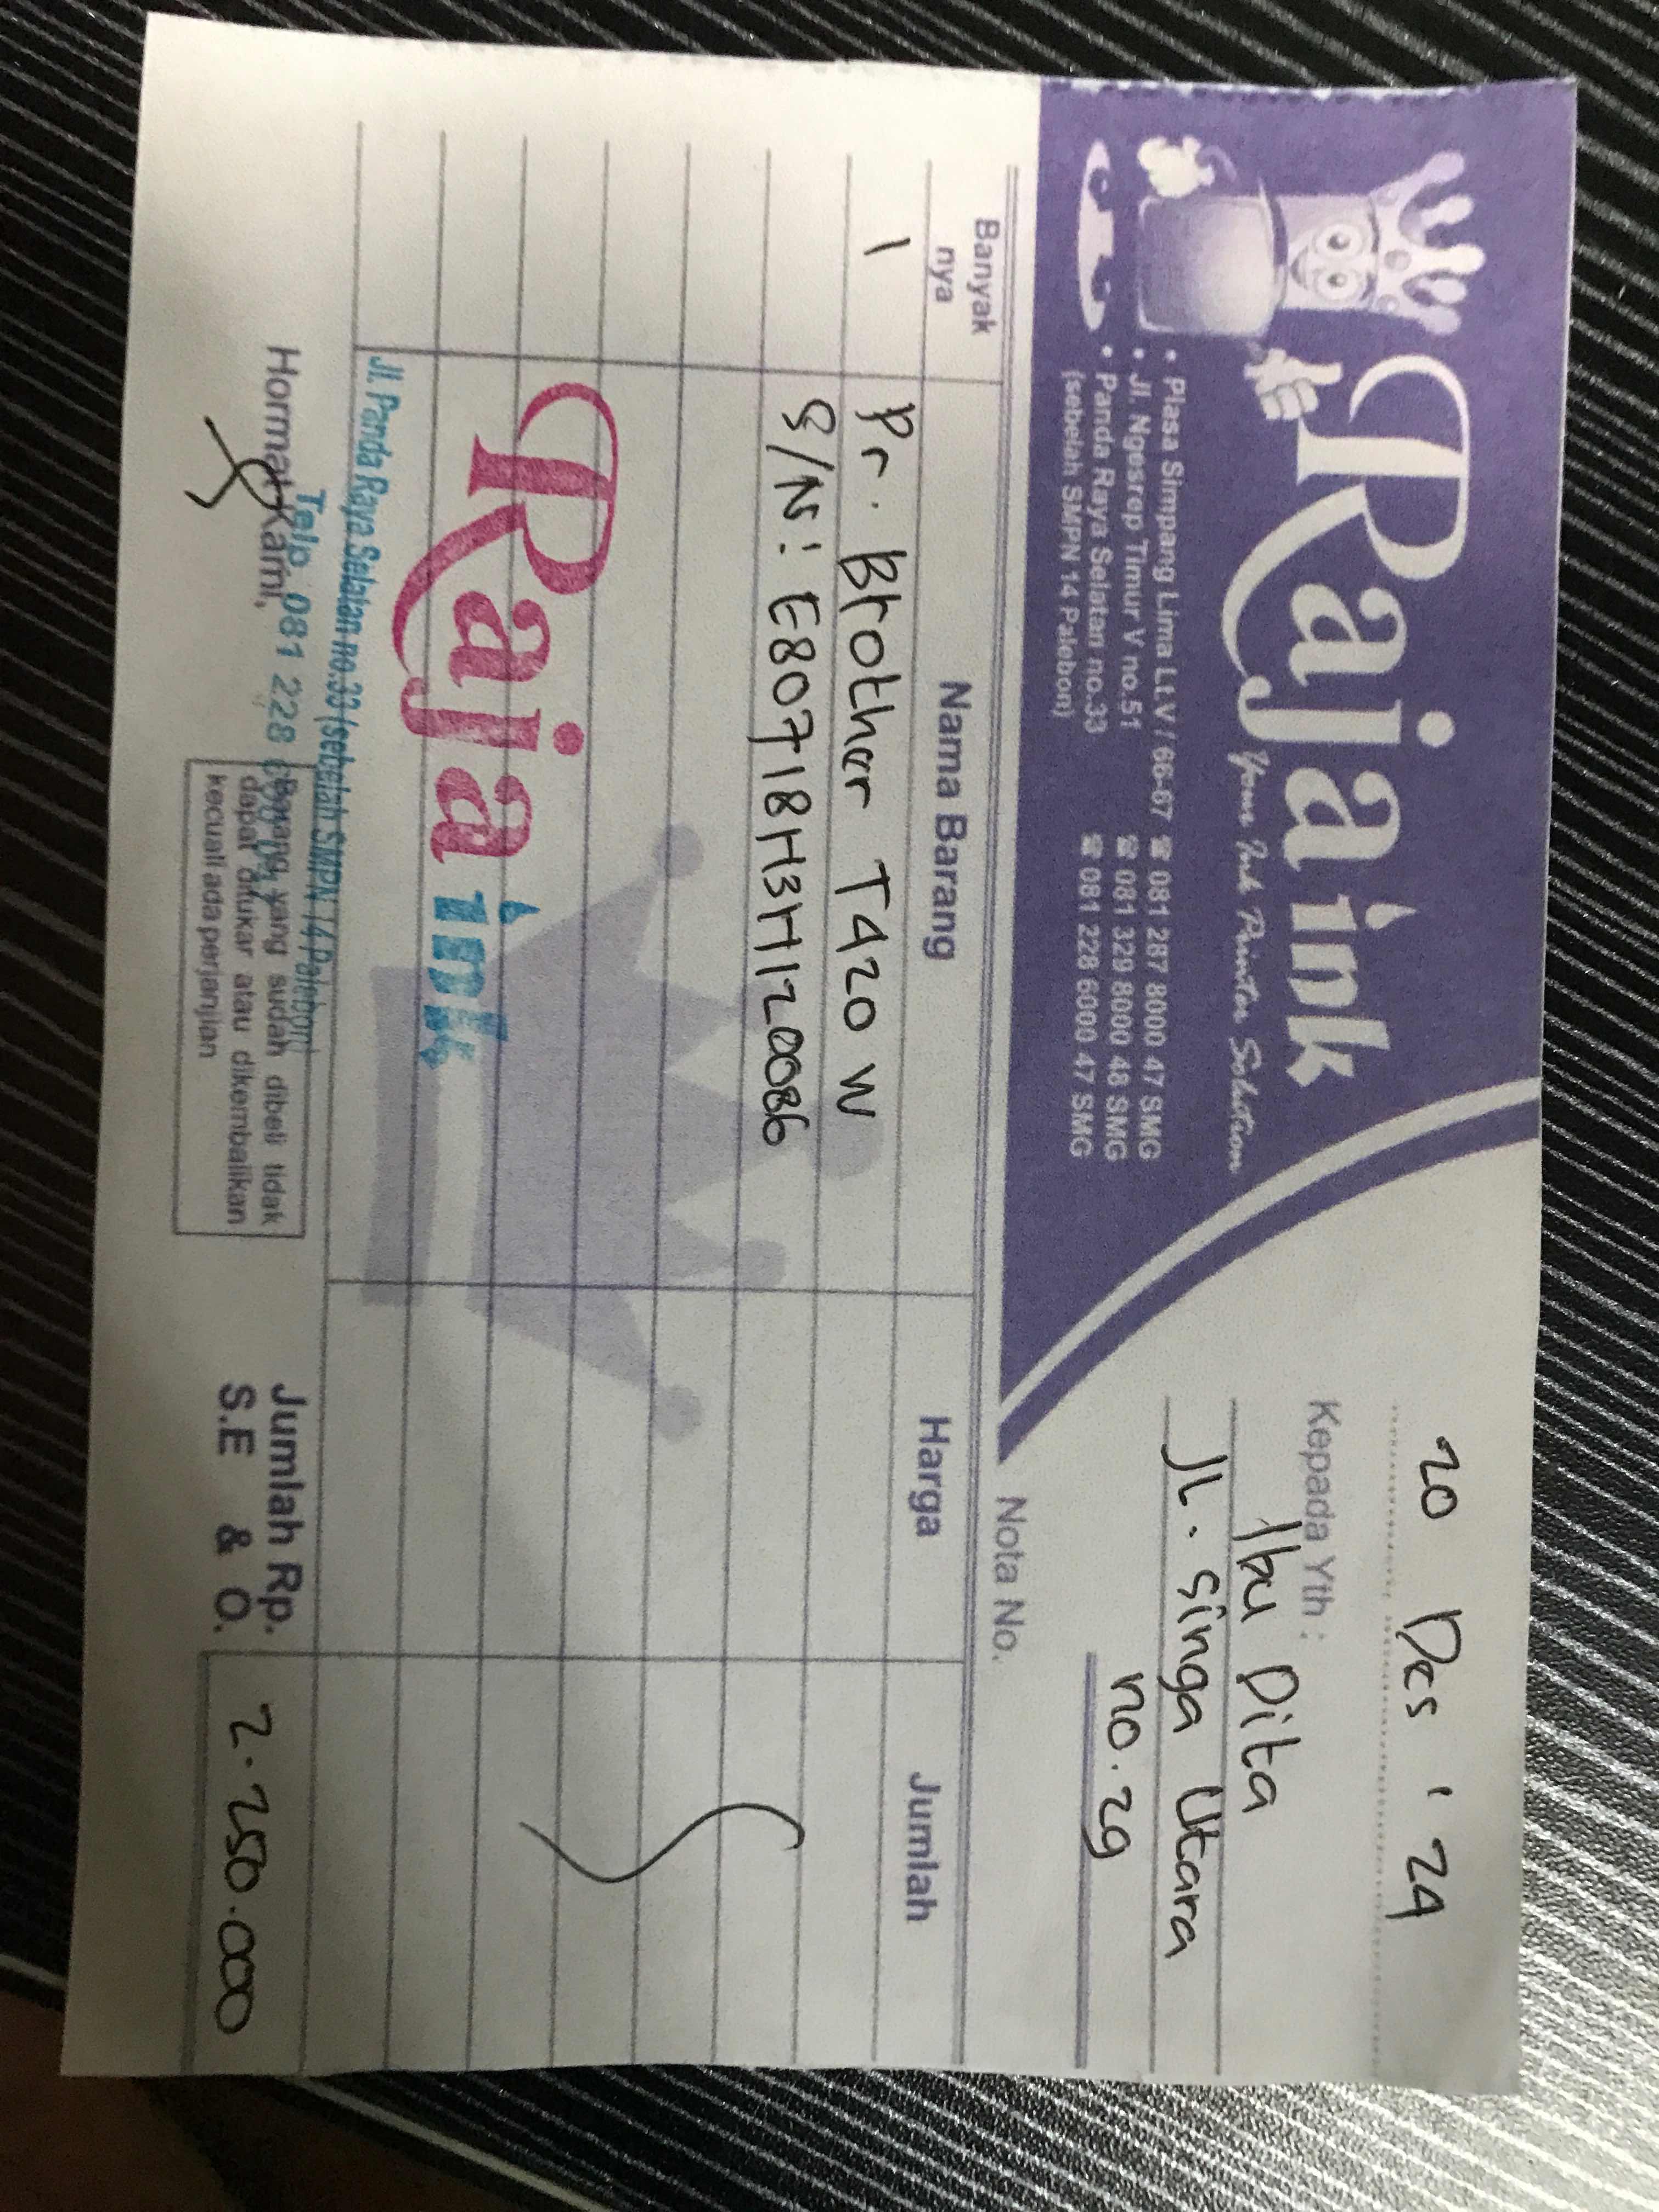 Raja ink
Your Ink Printer Solution
• Plasa Simpang Lima Lt.V / 66-67 ☎ 081 287 8000 47 SMG
• Jl. Ngesrep Timur V no.51 ☎ 081 329 8000 48 SMG
• Panda Raya Selatan no.33 ☎ 081 228 6000 47 SMG
(sebelah SMPN 14 Palebon)
20 Des ' 24
Kepada Yth :
Ibu Dita
JL. Singa Utara
no. 29
Nota No.
Banyak nya Nama Barang Harga Jumlah
1 Pr. Brother T420 W
S/N : E80718H3H120086
Raja ink
Jl. Panda Raya Selatan no.33 (sebelah SMPN 14 Palebon)
Telp. 081 228
Hormat Kami,
Barang yang sudah dibeli tidak
dapat ditukar atau dikembalikan
kecuali ada perjanjian
Jumlah Rp. 2.250.000
S.E & O.